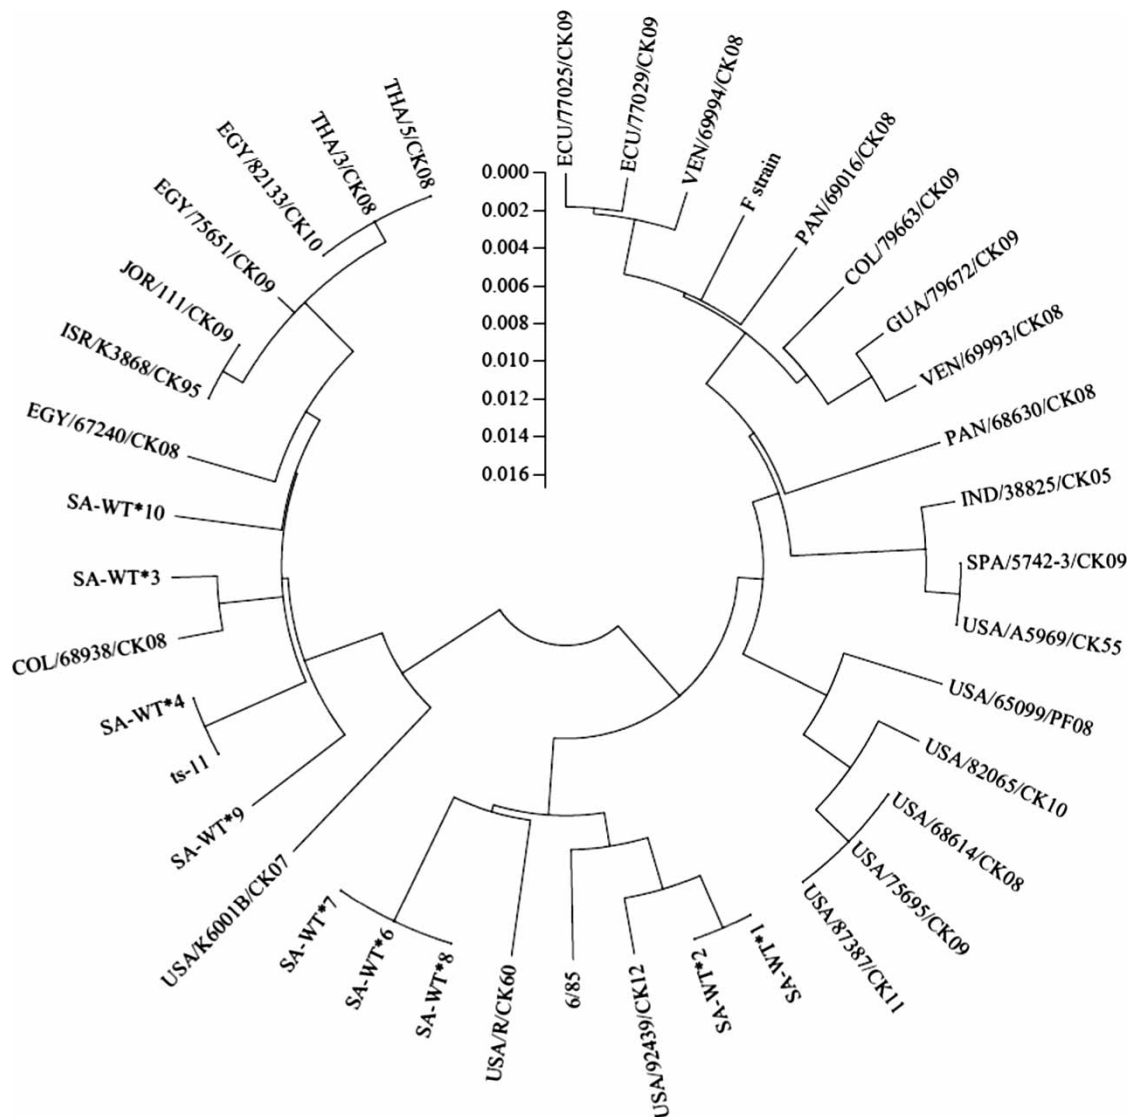 ECU/77025/CK09
ECU/77029/CK09
VEN/69994/CK08
F strain
PAN/69016/CK08
COL/79663/CK09
GUA/79672/CK09
VEN/69993/CK08
PAN/68630/CK08
IND/38825/CK05
SPA/5742-3/CK09
USA/A5969/CK55
USA/65099/PF08
USA/82065/CK10
USA/68614/CK08
USA/75695/CK09
USA/87387/CK11
SA-WT*1
SA-WT*2
USA/92439/CK12
6/85
USA/R/CK60
SA-WT*8
SA-WT*6
SA-WT*7
USA/K6001B/CK07
SA-WT*9
ts-11
SA-WT*4
COL/68938/CK08
SA-WT*3
SA-WT*10
EGY/67240/CK08
ISR/K3868/CK95
JOR/111/CK09
EGY/75651/CK09
EGY/82133/CK10
THA/3/CK08
THA/5/CK08
0.000
0.002
0.004
0.006
0.008
0.010
0.012
0.014
0.016